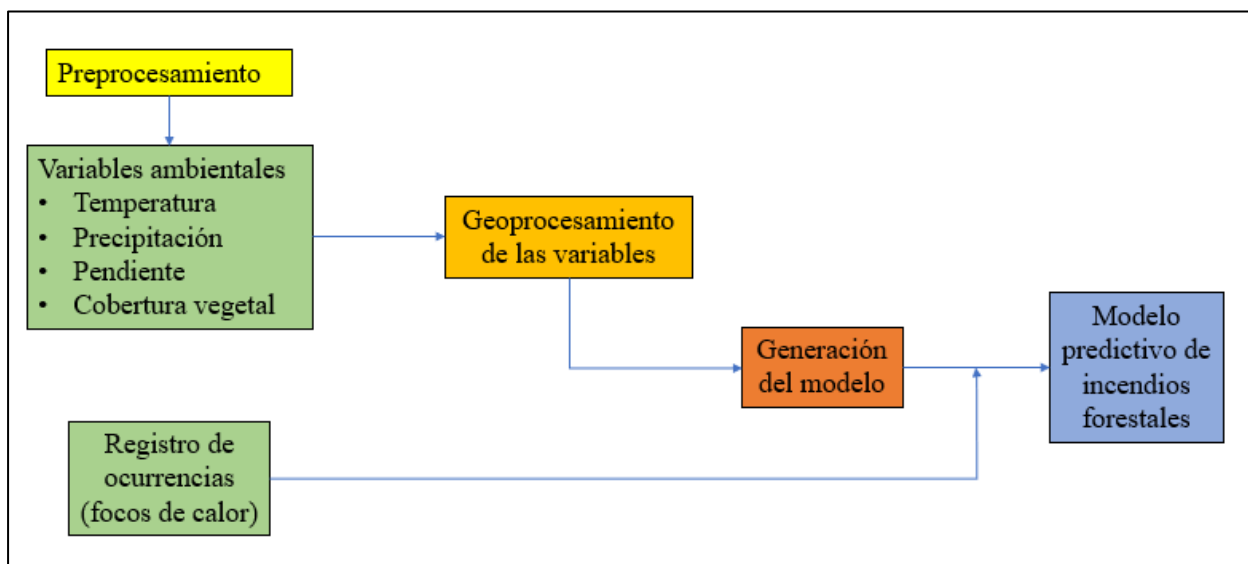 Preprocesamiento
Variables ambientales
• Temperatura
• Precipitación
• Pendiente
• Cobertura vegetal
Geoprocesamiento
de las variables
Generación
del modelo
Modelo
predictivo de
incendios
forestales
Registro de
ocurrencias
(focos de calor)